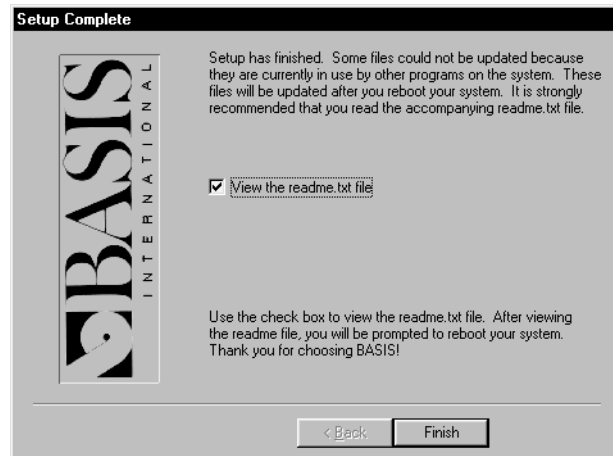 Setup Complete
BASIS
INTERNATIONAL
Setup has finished. Some files could not be updated because
they are currently in use by other programs on the system. These
files will be updated after you reboot your system. It is strongly
recommended that you read the accompanying readme.txt file.
View the readme.txt file
Use the check box to view the readme.txt file. After viewing
the readme file, you will be prompted to reboot your system.
Thank you for choosing BASIS!
< Back
Finish